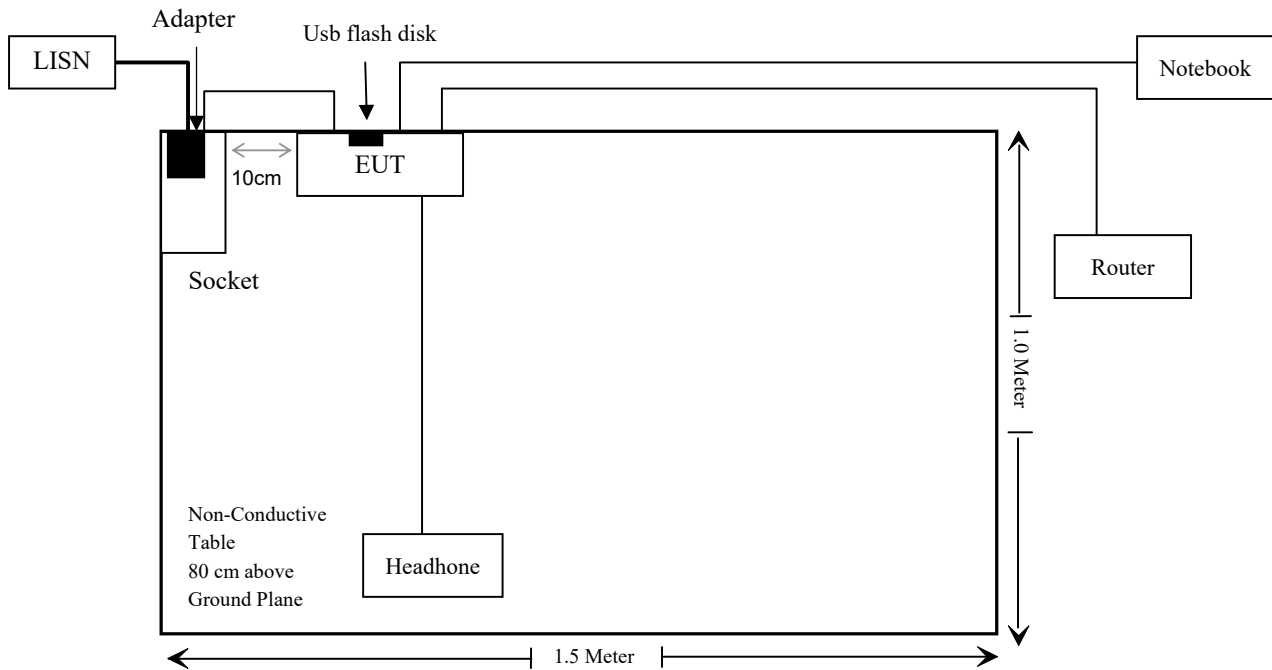 Adapter
Usb flash disk
LISN
Notebook
EUT
10cm
Socket
Router
1.0 Meter
Non-Conductive
Table
80 cm above
Ground Plane
Headhone
1.5 Meter